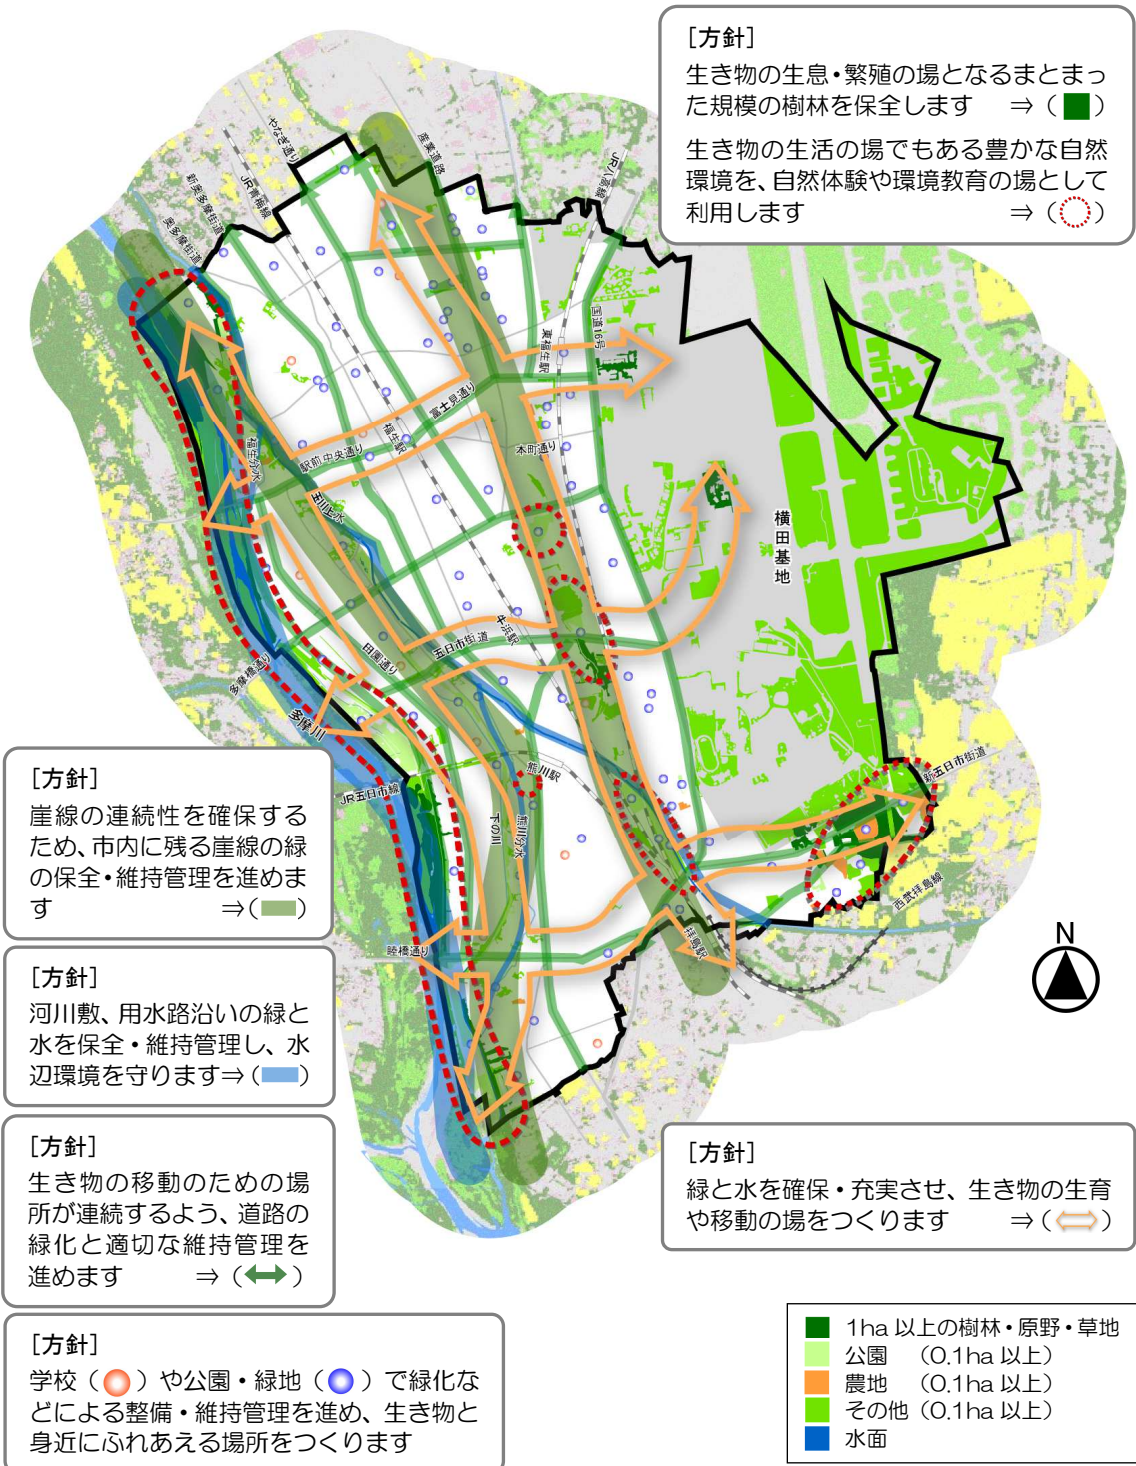 [方針]
生き物の生息・繁殖の場となるまとまっ
た規模の樹林を保全します ⇒（ ）
生き物の生活の場でもある豊かな自然
環境を、自然体験や環境教育の場として
利用します ⇒（ ）
やなぎ通り
産業道路
JR八高線
新奥多摩街道
JR青梅線
奥多摩街道
国道16号
東福生駅
富士見通り
福生駅
本町通り
福生分水
駅前中央通り
玉川上水
横田基地
牛浜駅
五日市街道
田園通り
多摩橋通り
多摩川
[方針]
崖線の連続性を確保する
ため、市内に残る崖線の緑
の保全・維持管理を進めま
す ⇒（ ）
熊川駅
新五日市街道
JR五日市線
下の川
熊川分水
西武拝島線
拝島駅
睦橋通り
N
[方針]
河川敷、用水路沿いの緑と
水を保全・維持管理し、水
辺環境を守ります⇒（ ）
[方針]
生き物の移動のための場
所が連続するよう、道路の
緑化と適切な維持管理を
進めます ⇒（ ）
[方針]
緑と水を確保・充実させ、生き物の生育
や移動の場をつくります ⇒（ ）
[方針]
学校（ ）や公園・緑地（ ）で緑化な
どによる整備・維持管理を進め、生き物と
身近にふれあえる場所をつくります
1ha 以上の樹林・原野・草地
公園 （0.1ha 以上）
農地 （0.1ha 以上）
その他（0.1ha 以上）
水面